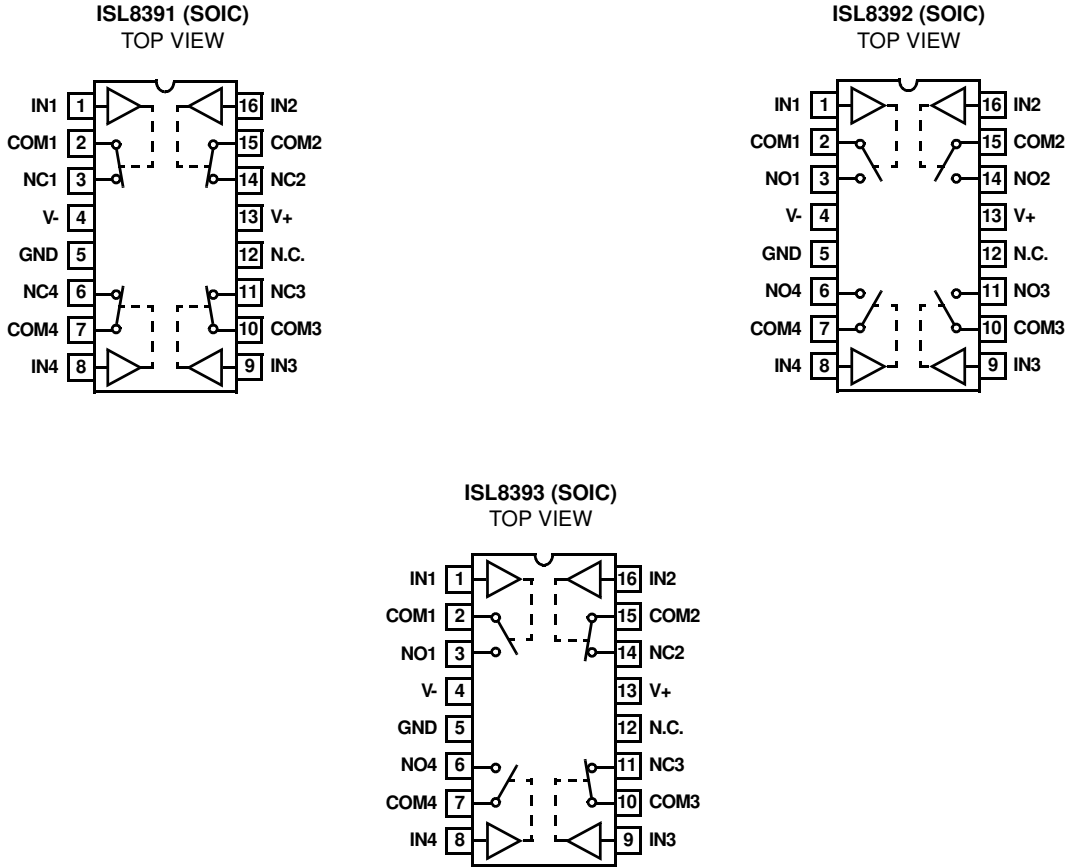 ISL8391 (SOIC)
TOP VIEW
IN1 1 16 IN2
COM1 2 15 COM2
NC1 3 14 NC2
V- 4 13 V+
GND 5 12 N.C.
NC4 6 11 NC3
COM4 7 10 COM3
IN4 8 9 IN3
ISL8392 (SOIC)
TOP VIEW
IN1 1 16 IN2
COM1 2 15 COM2
NO1 3 14 NO2
V- 4 13 V+
GND 5 12 N.C.
NO4 6 11 NO3
COM4 7 10 COM3
IN4 8 9 IN3
ISL8393 (SOIC)
TOP VIEW
IN1 1 16 IN2
COM1 2 15 COM2
NO1 3 14 NC2
V- 4 13 V+
GND 5 12 N.C.
NO4 6 11 NC3
COM4 7 10 COM3
IN4 8 9 IN3